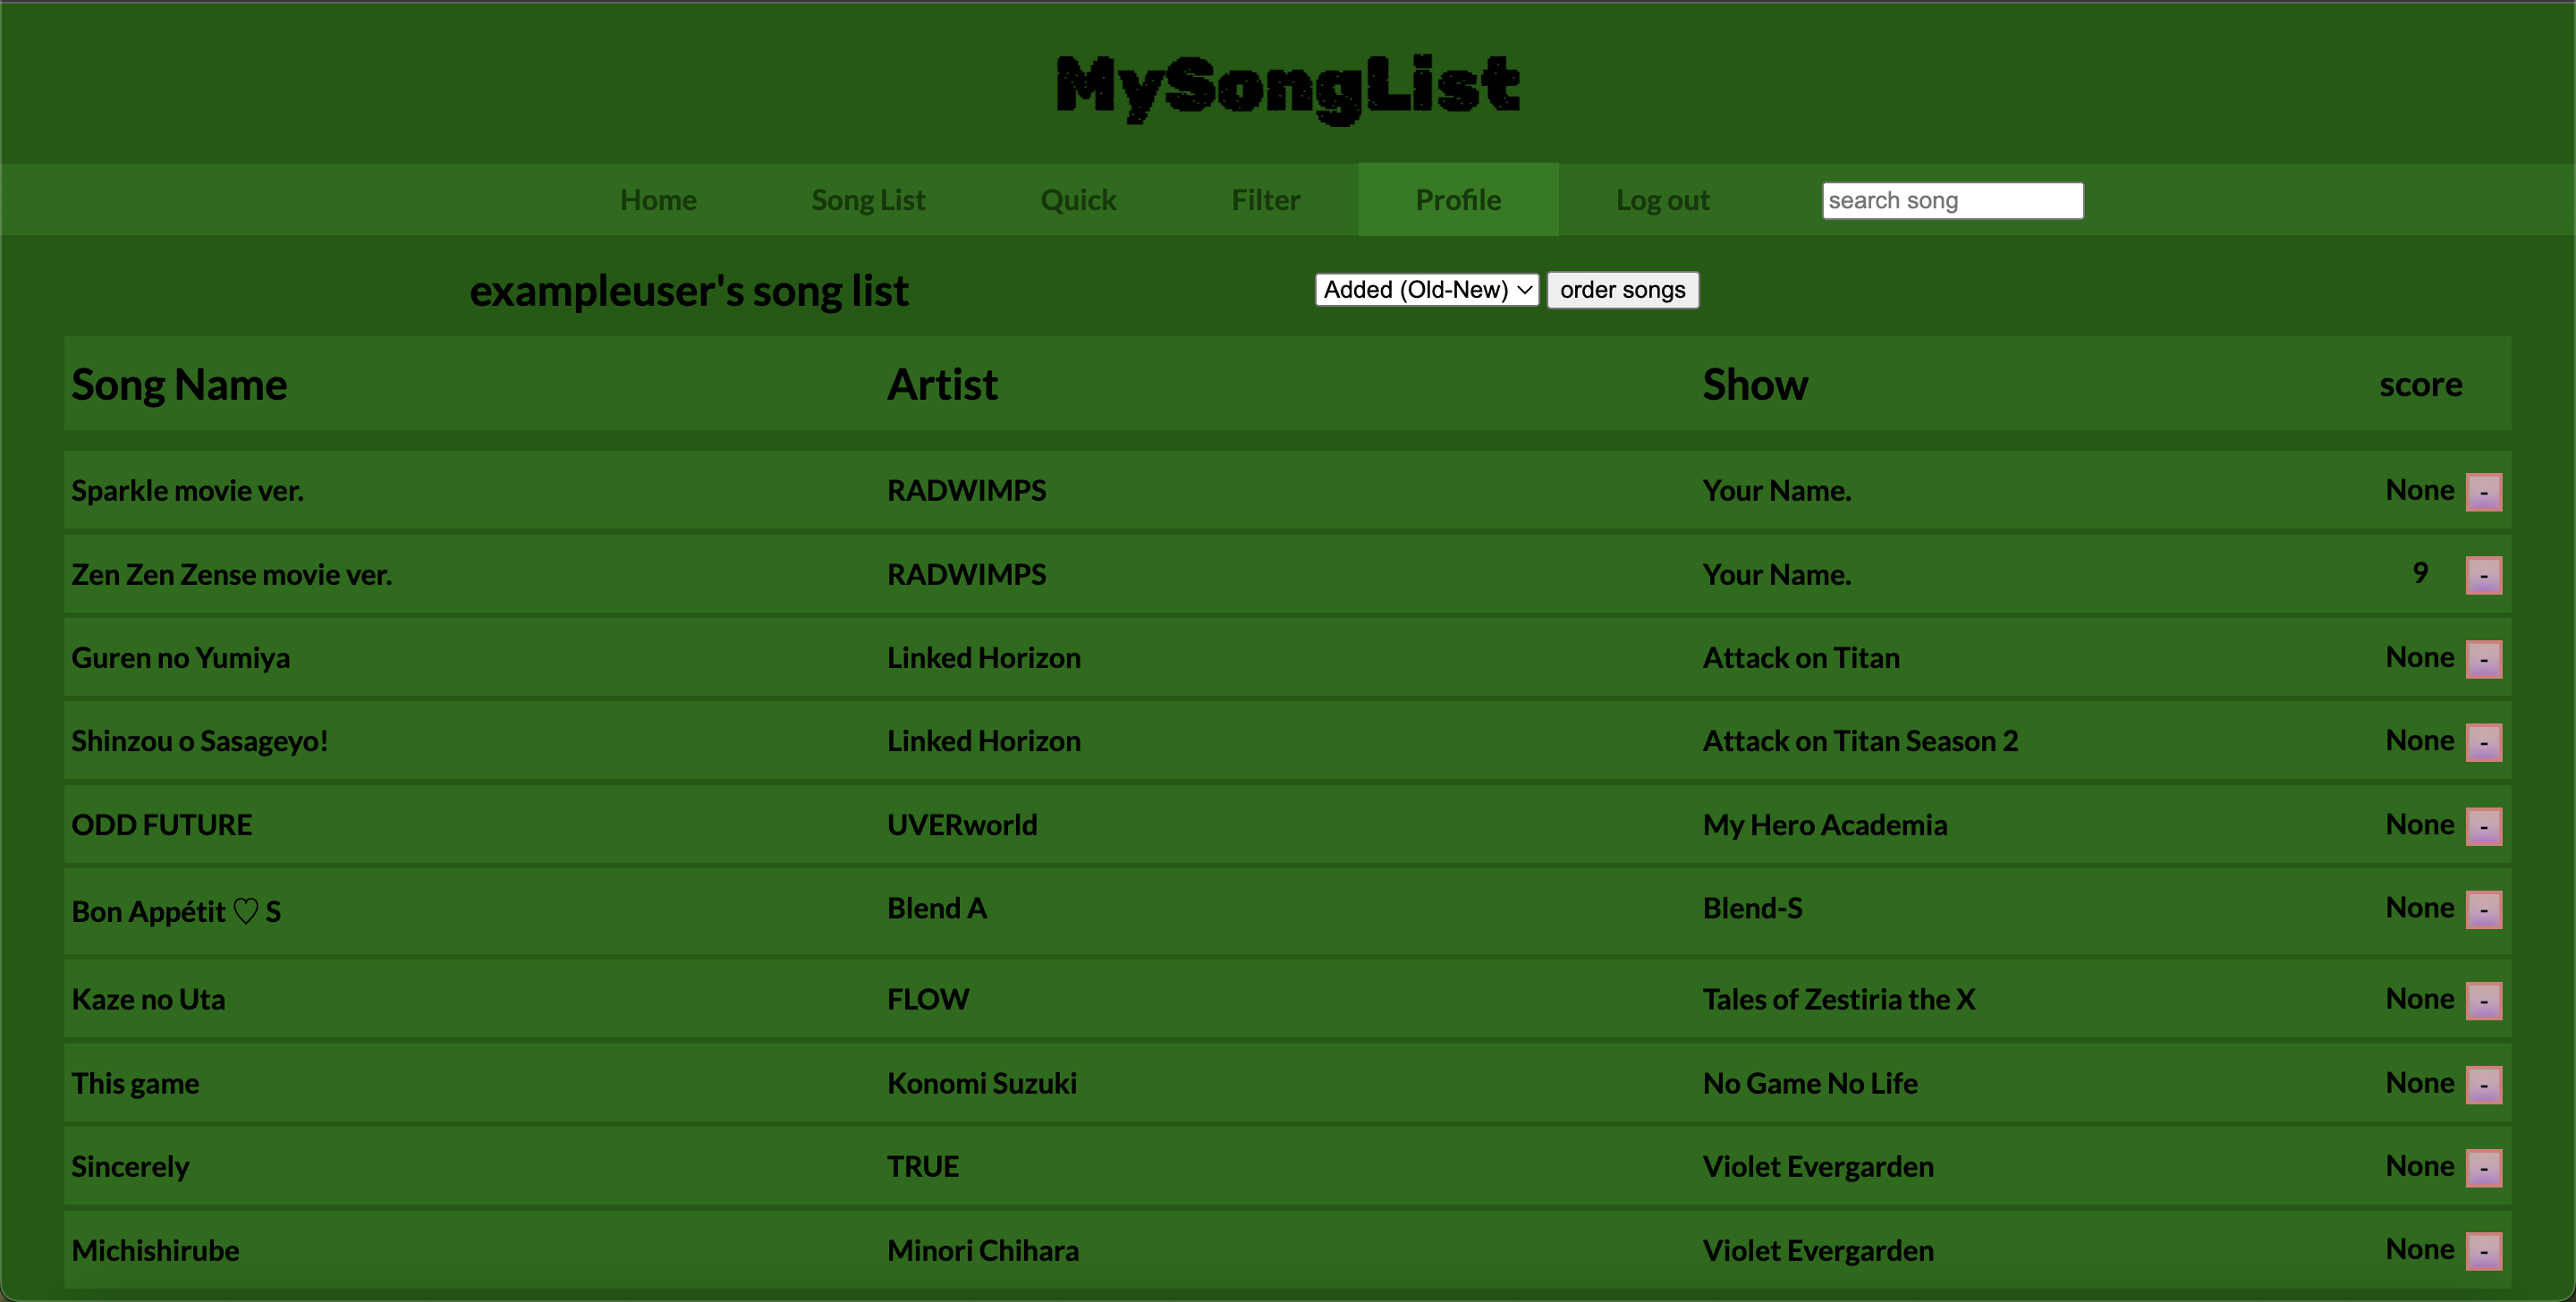 MySongList
Home Song List Quick Filter Profile Log out search song
exampleuser's song list Added (Old-New) order songs
Song Name Artist Show score
Sparkle movie ver. RADWIMPS Your Name. None -
Zen Zen Zense movie ver. RADWIMPS Your Name. 9 -
Guren no Yumiya Linked Horizon Attack on Titan None -
Shinzou o Sasageyo! Linked Horizon Attack on Titan Season 2 None -
ODD FUTURE UVERworld My Hero Academia None -
Bon Appétit ♡ S Blend A Blend-S None -
Kaze no Uta FLOW Tales of Zestiria the X None -
This game Konomi Suzuki No Game No Life None -
Sincerely TRUE Violet Evergarden None -
Michishirube Minori Chihara Violet Evergarden None -